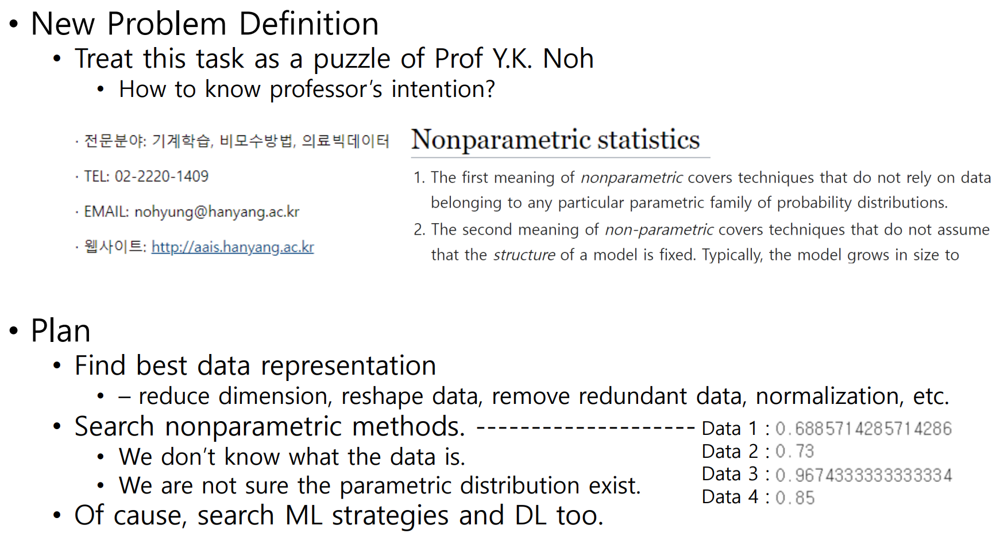 • New Problem Definition
• Treat this task as a puzzle of Prof Y.K. Noh
• How to know professor's intention?
· 전문분야: 기계학습, 비모수방법, 의료빅데이터
· TEL: 02-2220-1409
· EMAIL: nohyung@hanyang.ac.kr
· 웹사이트: http://aais.hanyang.ac.kr
Nonparametric statistics
1. The first meaning of nonparametric covers techniques that do not rely on data
belonging to any particular parametric family of probability distributions.
2. The second meaning of non-parametric covers techniques that do not assume
that the structure of a model is fixed. Typically, the model grows in size to
• Plan
• Find best data representation
• – reduce dimension, reshape data, remove redundant data, normalization, etc.
• Search nonparametric methods. --------------------
• We don't know what the data is.
• We are not sure the parametric distribution exist.
• Of cause, search ML strategies and DL too.
Data 1 : 0.6885714285714286
Data 2 : 0.73
Data 3 : 0.9674333333333334
Data 4 : 0.85